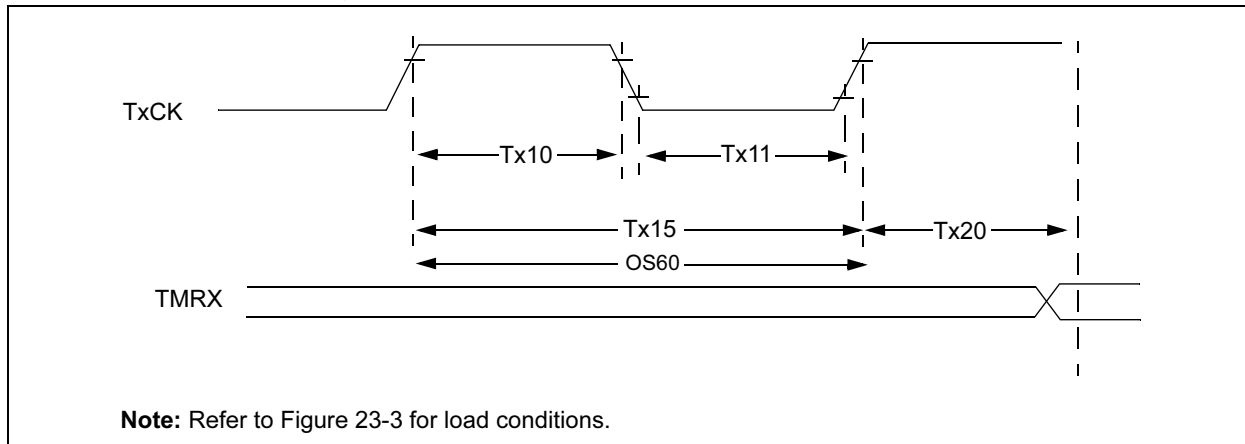 TxCK
Tx10
Tx11
Tx15
Tx20
OS60
TMRX
Note: Refer to Figure 23-3 for load conditions.